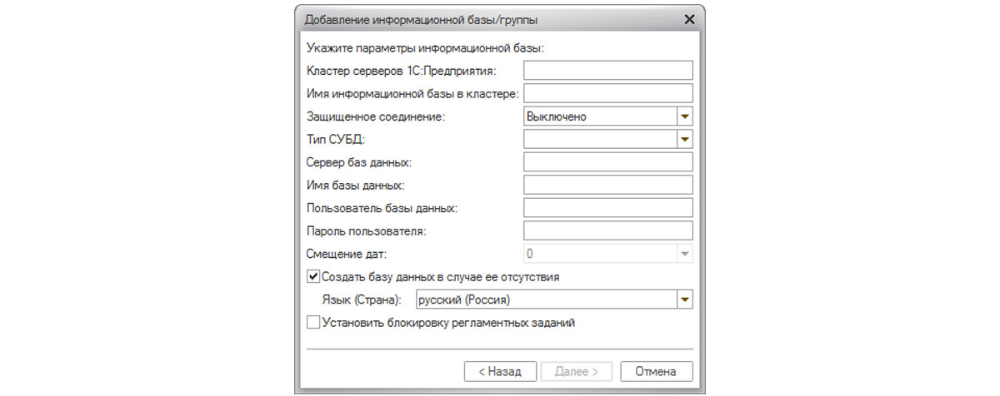 Добавление информационной базы/группы
Укажите параметры информационной базы:
Кластер серверов 1С:Предприятия:
Имя информационной базы в кластере:
Защищенное соединение: Выключено
Тип СУБД:
Сервер баз данных:
Имя базы данных:
Пользователь базы данных:
Пароль пользователя:
Смещение дат: 0
Создать базу данных в случае ее отсутствия
Язык (Страна): русский (Россия)
Установить блокировку регламентных заданий
< Назад Далее > Отмена